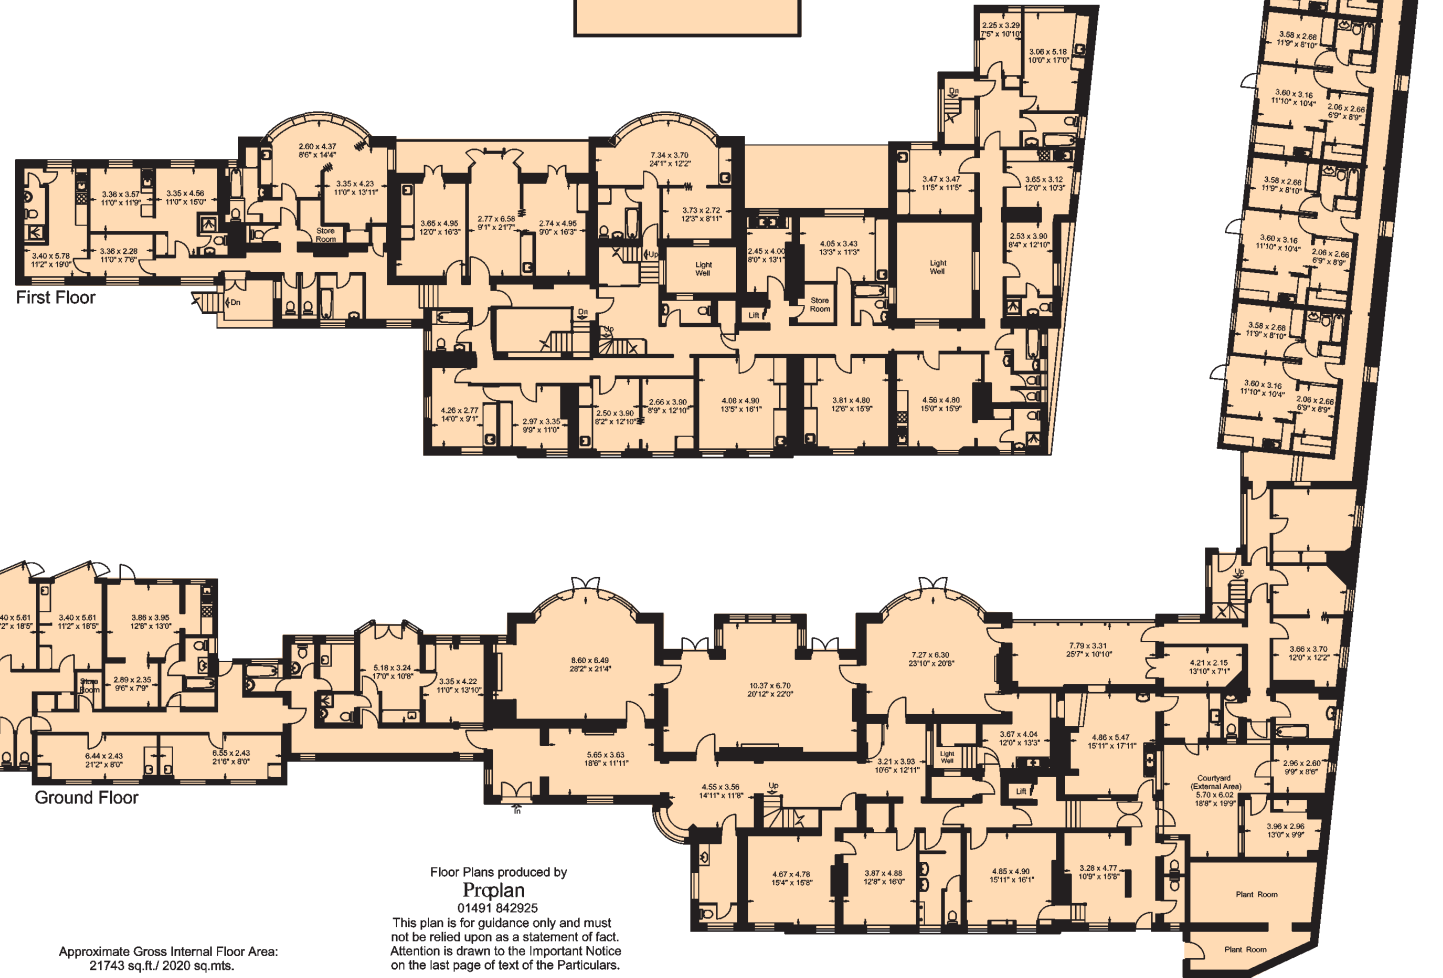 2.25 x 3.29
7'5" x 10'10"
3.06 x 5.18
10'0" x 17'0"
Dn
3.58 x 2.68
11'9" x 8'10"
3.60 x 3.16
11'10" x 10'4"
2.06 x 2.66
6'9" x 8'9"
2.60 x 4.37
8'6" x 14'4"
3.35 x 4.23
11'0" x 13'11"
7.34 x 3.70
24'1" x 12'2"
3.47 x 3.47
11'5" x 11'5"
3.65 x 3.12
12'0" x 10'3"
3.58 x 2.68
11'9" x 8'10"
3.36 x 3.57
11'0" x 11'9"
3.35 x 4.56
11'0" x 15'0"
3.65 x 4.95
12'0" x 16'3"
2.77 x 6.58
9'1" x 21'7"
2.74 x 4.95
9'0" x 16'3"
3.73 x 2.72
12'3" x 8'11"
Store
Room
3.40 x 5.78
11'2" x 19'0"
3.36 x 2.28
11'0" x 7'6"
Up
Light
Well
2.45 x 4.00
8'0" x 13'1"
4.05 x 3.43
13'3" x 11'3"
Light
Well
2.53 x 3.90
8'4" x 12'10"
3.60 x 3.16
11'10" x 10'4"
2.06 x 2.66
6'9" x 8'9"
First Floor
Dn
Dn
Up
Lift
Store
Room
3.58 x 2.68
11'9" x 8'10"
3.60 x 3.16
11'10" x 10'4"
2.06 x 2.66
6'9" x 8'9"
4.26 x 2.77
14'0" x 9'1"
2.97 x 3.35
9'9" x 11'0"
2.50 x 3.90
8'2" x 12'10"
2.66 x 3.90
8'9" x 12'10"
4.08 x 4.90
13'5" x 16'1"
3.81 x 4.80
12'6" x 15'9"
4.56 x 4.80
15'0" x 15'9"
Up
40 x 5.61
'2" x 18'5"
3.40 x 5.61
11'2" x 18'5"
3.86 x 3.95
12'8" x 13'0"
2.89 x 2.35
9'6" x 7'9"
Store
Room
5.18 x 3.24
17'0" x 10'8"
3.35 x 4.22
11'0" x 13'10"
8.60 x 6.49
28'2" x 21'4"
10.37 x 6.70
20'12" x 22'0"
7.27 x 6.30
23'10" x 20'8"
7.79 x 3.31
25'7" x 10'10"
4.21 x 2.15
13'10" x 7'1"
3.66 x 3.70
12'0" x 12'2"
6.44 x 2.43
21'2" x 8'0"
6.55 x 2.43
21'6" x 8'0"
5.65 x 3.63
18'6" x 11'11"
In
4.55 x 3.56
14'11" x 11'8"
Up
3.21 x 3.93
10'6" x 12'11"
Light
Well
3.67 x 4.04
12'0" x 13'3"
Lift
4.86 x 5.47
15'11" x 17'11"
Courtyard
(External Area)
5.70 x 6.02
18'8" x 19'9"
2.96 x 2.60
9'9" x 8'6"
3.96 x 2.96
13'0" x 9'9"
Ground Floor
4.67 x 4.78
15'4" x 15'8"
3.87 x 4.88
12'8" x 16'0"
4.85 x 4.90
15'11" x 16'1"
3.28 x 4.77
10'9" x 15'8"
Plant Room
Plant Room
Floor Plans produced by
Proplan
01491 842925
This plan is for guidance only and must
not be relied upon as a statement of fact.
Attention is drawn to the Important Notice
on the last page of text of the Particulars.
Approximate Gross Internal Floor Area:
21743 sq.ft./ 2020 sq.mts.